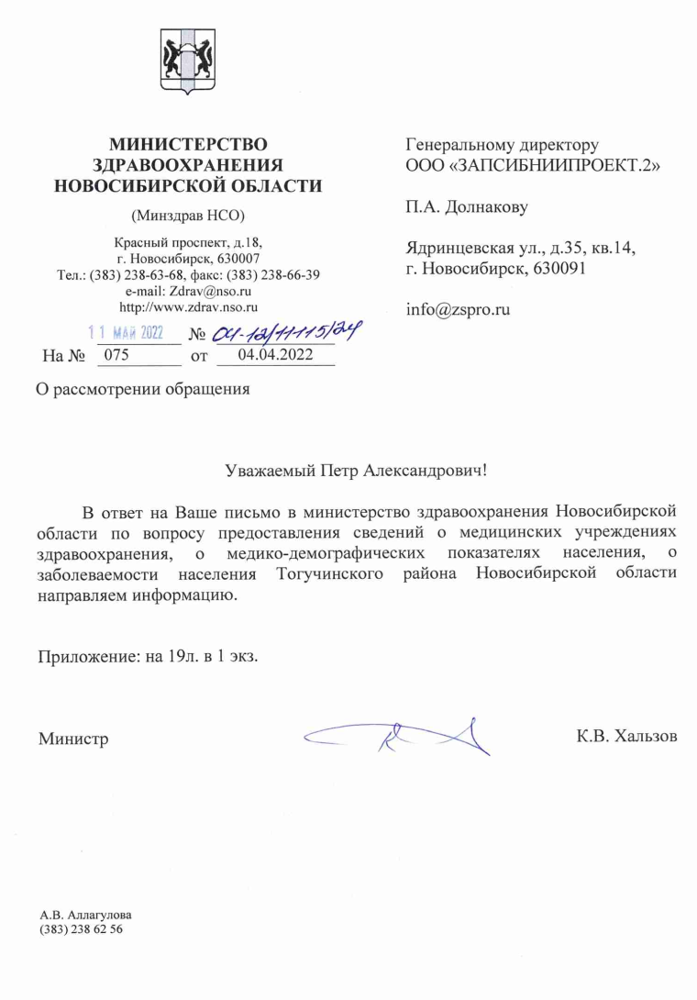 МИНИСТЕРСТВО
ЗДРАВООХРАНЕНИЯ
НОВОСИБИРСКОЙ ОБЛАСТИ
(Минздрав НСО)
Красный проспект, д.18,
г. Новосибирск, 630007
Тел.: (383) 238-63-68, факс: (383) 238-66-39
e-mail: Zdrav@nso.ru
http://www.zdrav.nso.ru
11 МАЙ 2022 № 04-12/11115/24
На № 075 от 04.04.2022
О рассмотрении обращения
Генеральному директору
ООО «ЗАПСИБНИИПРОЕКТ.2»
П.А. Долнакову
Ядринцевская ул., д.35, кв.14,
г. Новосибирск, 630091
info@zspro.ru
Уважаемый Петр Александрович!
В ответ на Ваше письмо в министерство здравоохранения Новосибирской
области по вопросу предоставления сведений о медицинских учреждениях
здравоохранения, о медико-демографических показателях населения, о
заболеваемости населения Тогучинского района Новосибирской области
направляем информацию.
Приложение: на 19л. в 1 экз.
Министр К.В. Хальзов
А.В. Аллагулова
(383) 238 62 56